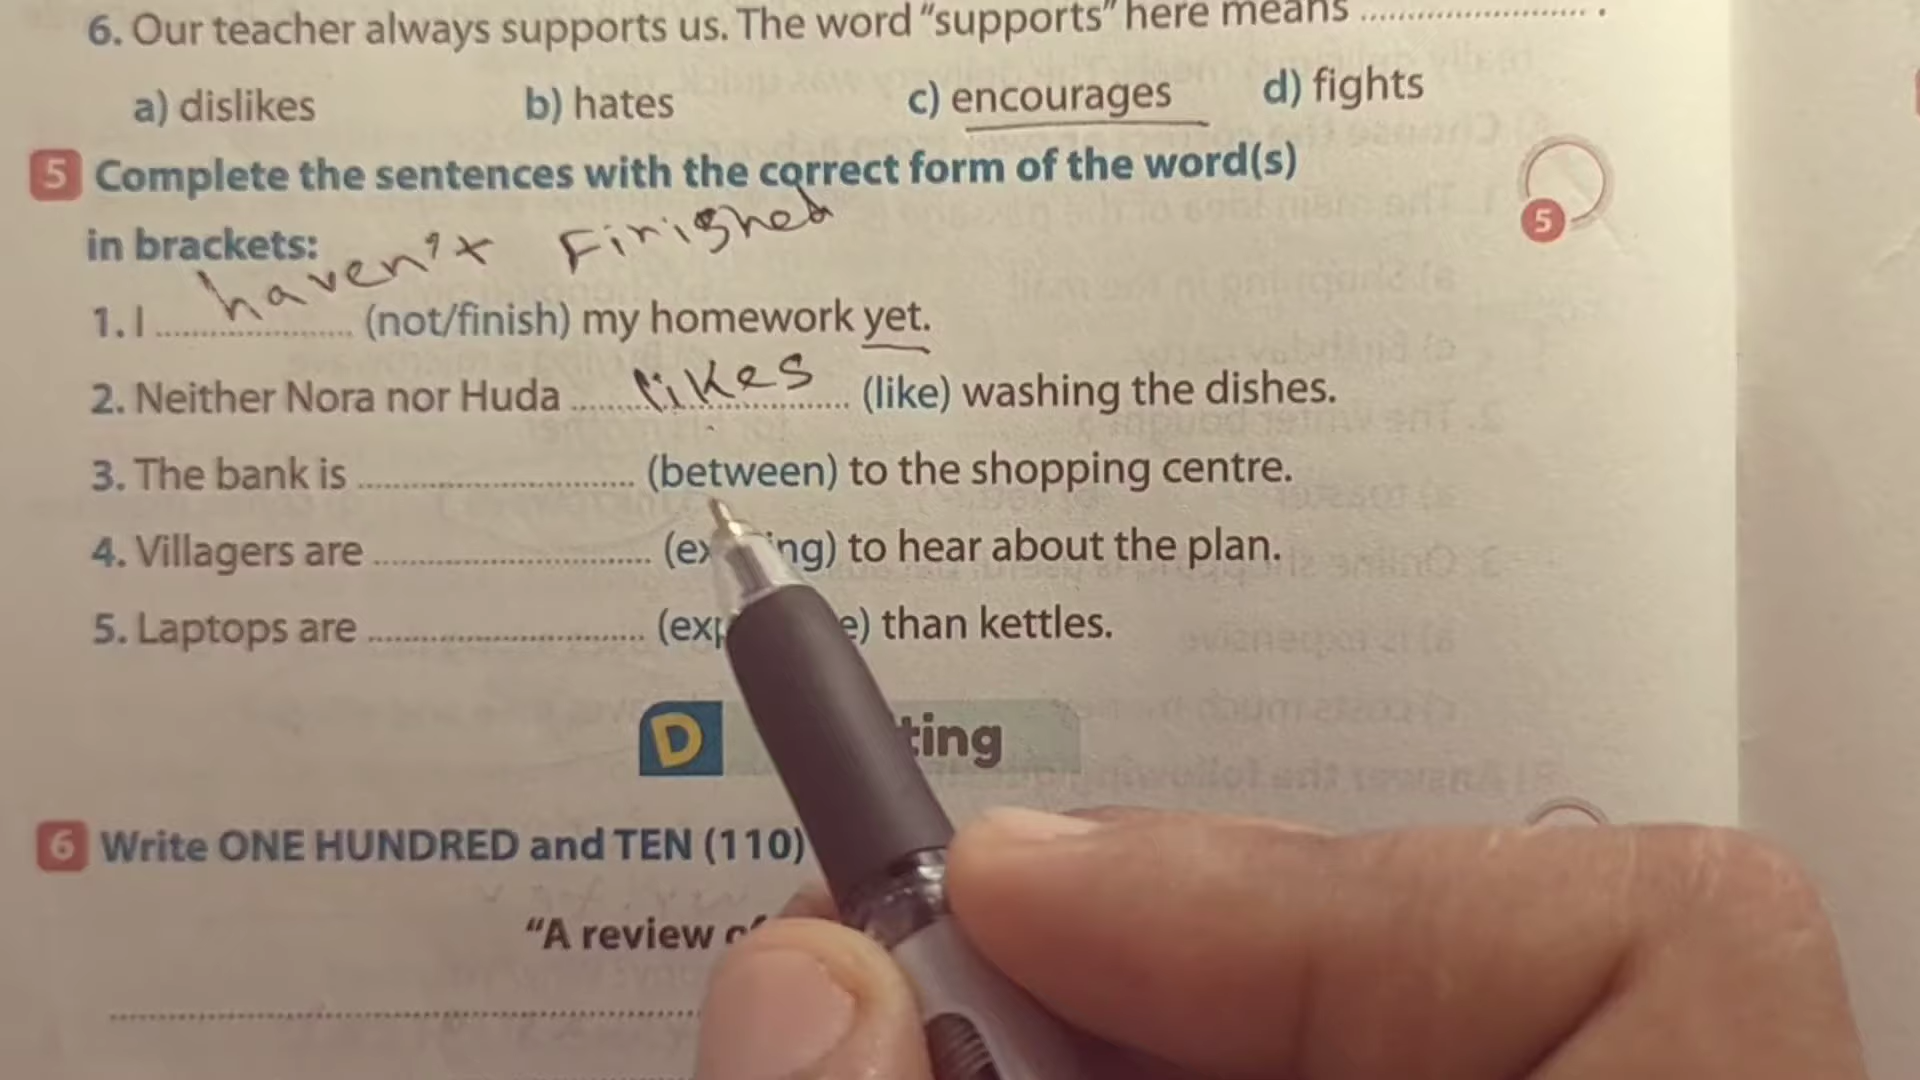 6. Our teacher always supports us. The word “supports” here means ........................ .
a) dislikes b) hates c) encourages d) fights
5 Complete the sentences with the correct form of the word(s)
in brackets:
5
haven't Finished
1. I .................... (not/finish) my homework yet.
2. Neither Nora nor Huda ...... likes ...... (like) washing the dishes.
3. The bank is ............................ (between) to the shopping centre.
4. Villagers are ............................ to hear about the plan.
5. Laptops are ............................ than kettles.
D
6 Write ONE HUNDRED and TEN (110)
“A review